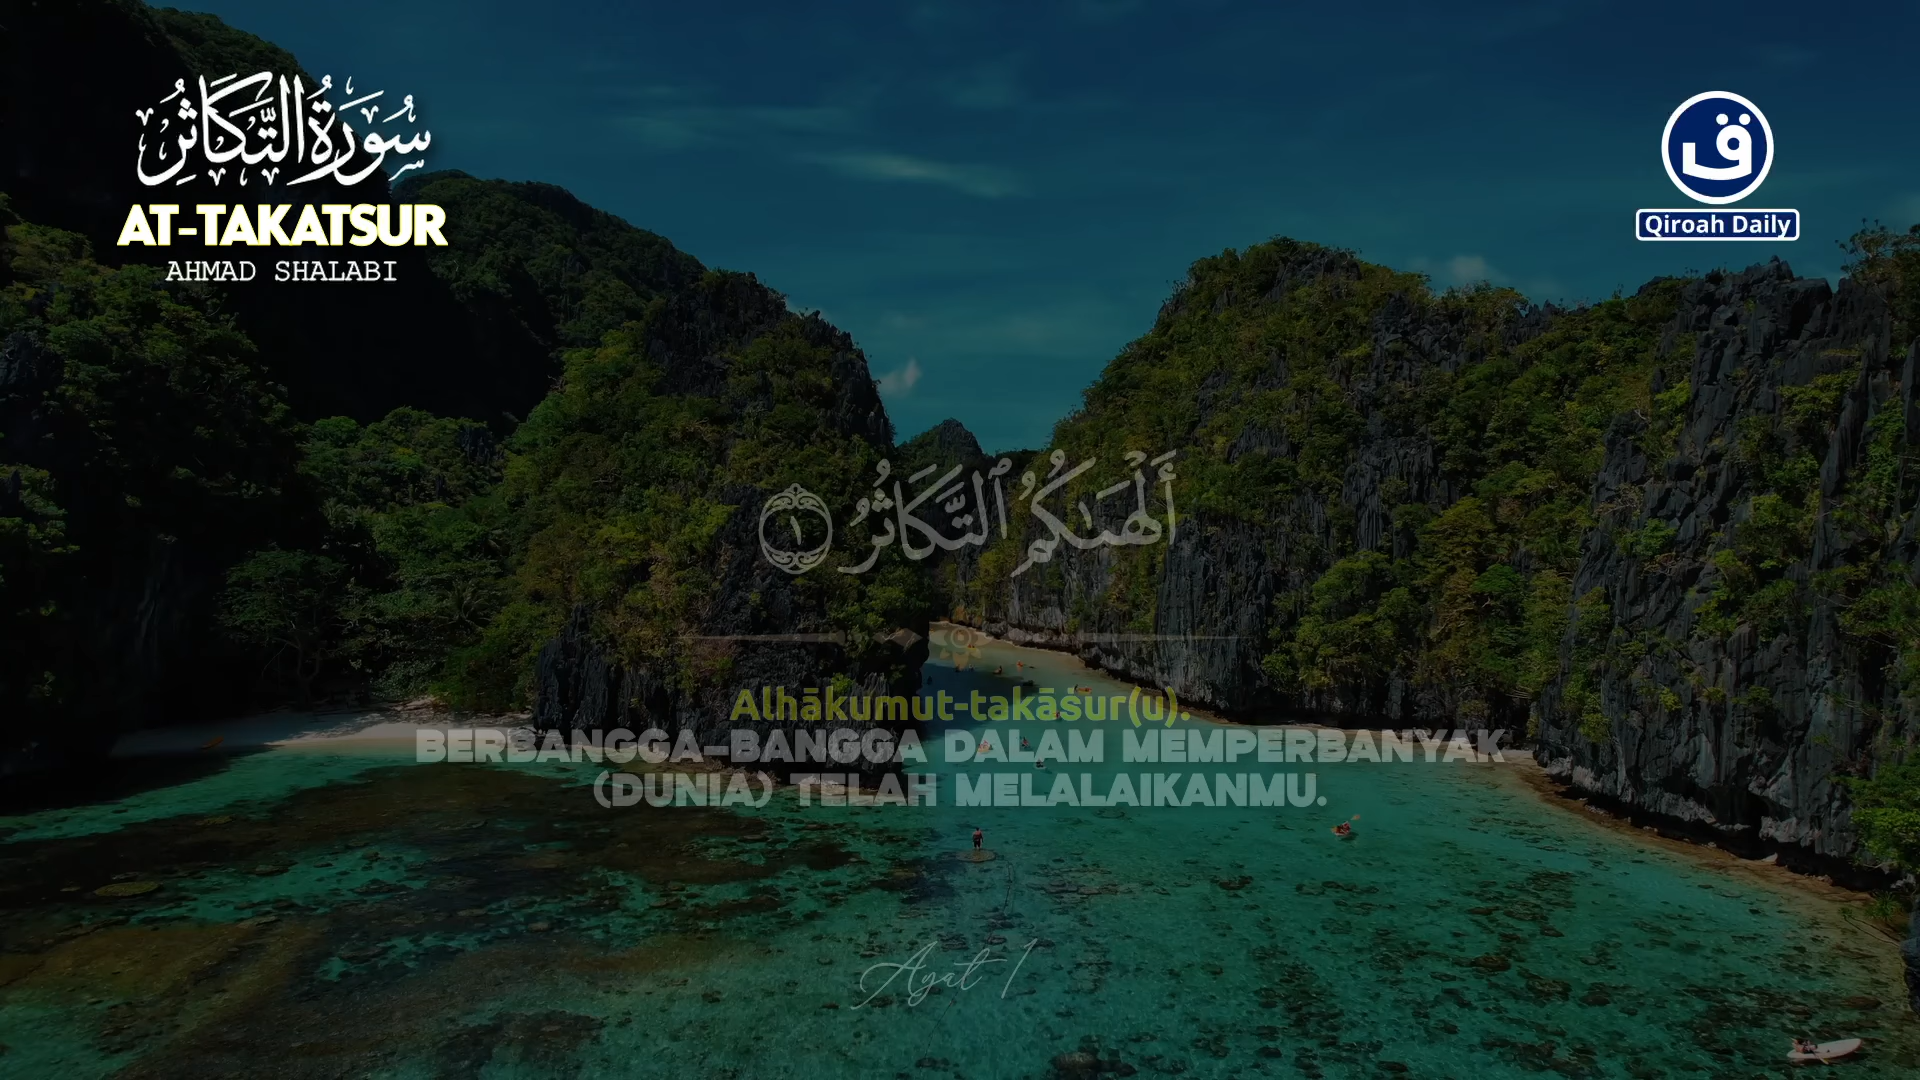 سُورَةُ التَّكَاثُرِ
AT-TAKATSUR
AHMAD SHALABI
ق
Qiroah Daily
أَلْهَىٰكُمُ ٱلتَّكَاثُرُ ١
Alhākumut-takāṡur(u).
BERBANGGA-BANGGA DALAM MEMPERBANYAK
(DUNIA) TELAH MELALAIKANMU.
Ayat 1